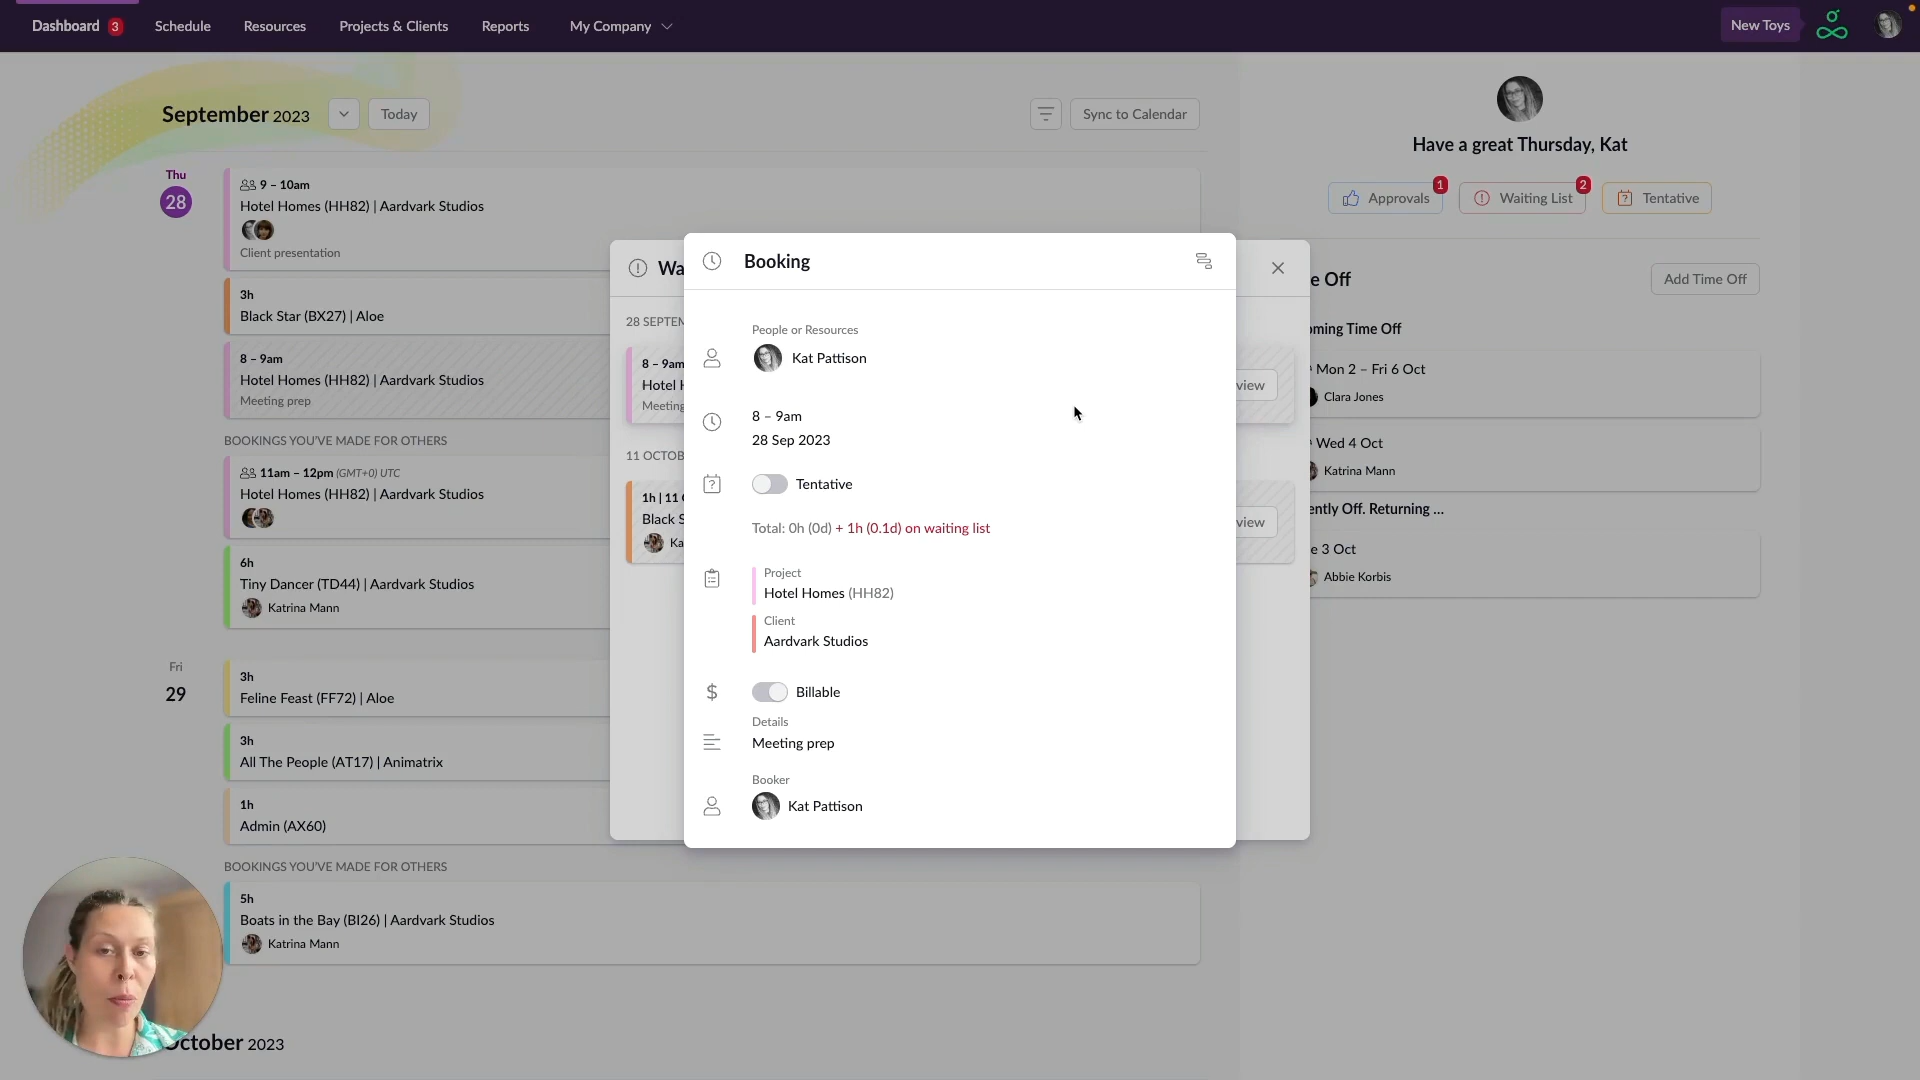 Dashboard 3 Schedule Resources Projects & Clients Reports My Company New Toys
September 2023 Today Sync to Calendar
Thu
28
9 – 10am
Hotel Homes (HH82) | Aardvark Studios
Client presentation
3h
Black Star (BX27) | Aloe
8 – 9am
Hotel Homes (HH82) | Aardvark Studios
Meeting prep
BOOKINGS YOU'VE MADE FOR OTHERS
11am – 12pm (GMT+0) UTC
Hotel Homes (HH82) | Aardvark Studios
6h
Tiny Dancer (TD44) | Aardvark Studios
Katrina Mann
Fri
29
3h
Feline Feast (FF72) | Aloe
3h
All The People (AT17) | Animatrix
1h
Admin (AX60)
BOOKINGS YOU'VE MADE FOR OTHERS
5h
Boats in the Bay (BI26) | Aardvark Studios
Katrina Mann
October 2023
Wa
28 SEPTEM
8 – 9am
Hotel H
Meeting
view
11 OCTOB
1h | 11
Black S
Ka
view
Booking
People or Resources
Kat Pattison
8 – 9am
28 Sep 2023
? Tentative
Total: 0h (0d) + 1h (0.1d) on waiting list
Project
Hotel Homes (HH82)
Client
Aardvark Studios
$ Billable
Details
Meeting prep
Booker
Kat Pattison
Have a great Thursday, Kat
Approvals 1 Waiting List 2 Tentative
e Off Add Time Off
oming Time Off
Mon 2 – Fri 6 Oct
Clara Jones
Wed 4 Oct
Katrina Mann
ently Off. Returning ...
e 3 Oct
Abbie Korbis